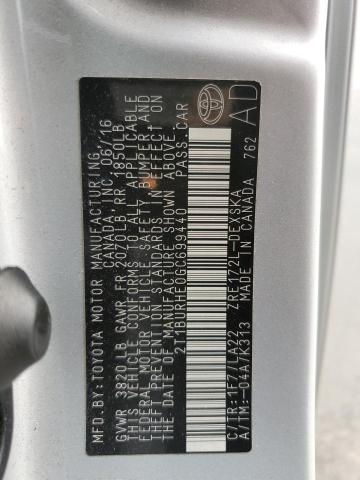 MFD.BY:TOYOTA MOTOR MANUFACTURING
CANADA,INC. 06/16
GVWR 3820LB GAWR FR 2070LB RR 1850LB
THIS VEHICLE CONFORMS TO ALL APPLICABLE
FEDERAL MOTOR VEHICLE SAFETY BUMPER AND
THEFT PREVENTION STANDARDS IN EFFECT ON
THE DATE OF MANUFACTURE SHOWN ABOVE.
2T1BURHE0GC699440 PASS.CAR
C/TR:1F7/LA22 ZRE172L-DEXSKA
A/TM:-04A/K313 MADE IN CANADA 762
AD